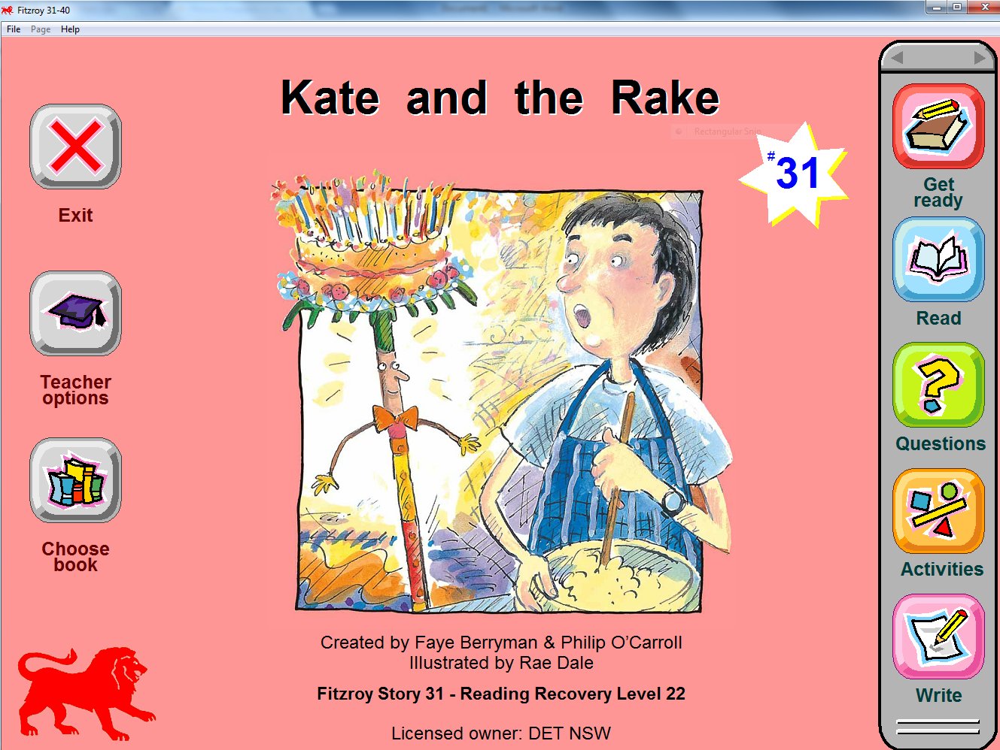 Fitzroy 31-40
File Page Help
Kate and the Rake
Rectangular Snip
#31
Exit
Teacher
options
Choose
book
Get
ready
Read
Questions
Activities
Write
Created by Faye Berryman & Philip O'Carroll
Illustrated by Rae Dale
Fitzroy Story 31 - Reading Recovery Level 22
Licensed owner: DET NSW